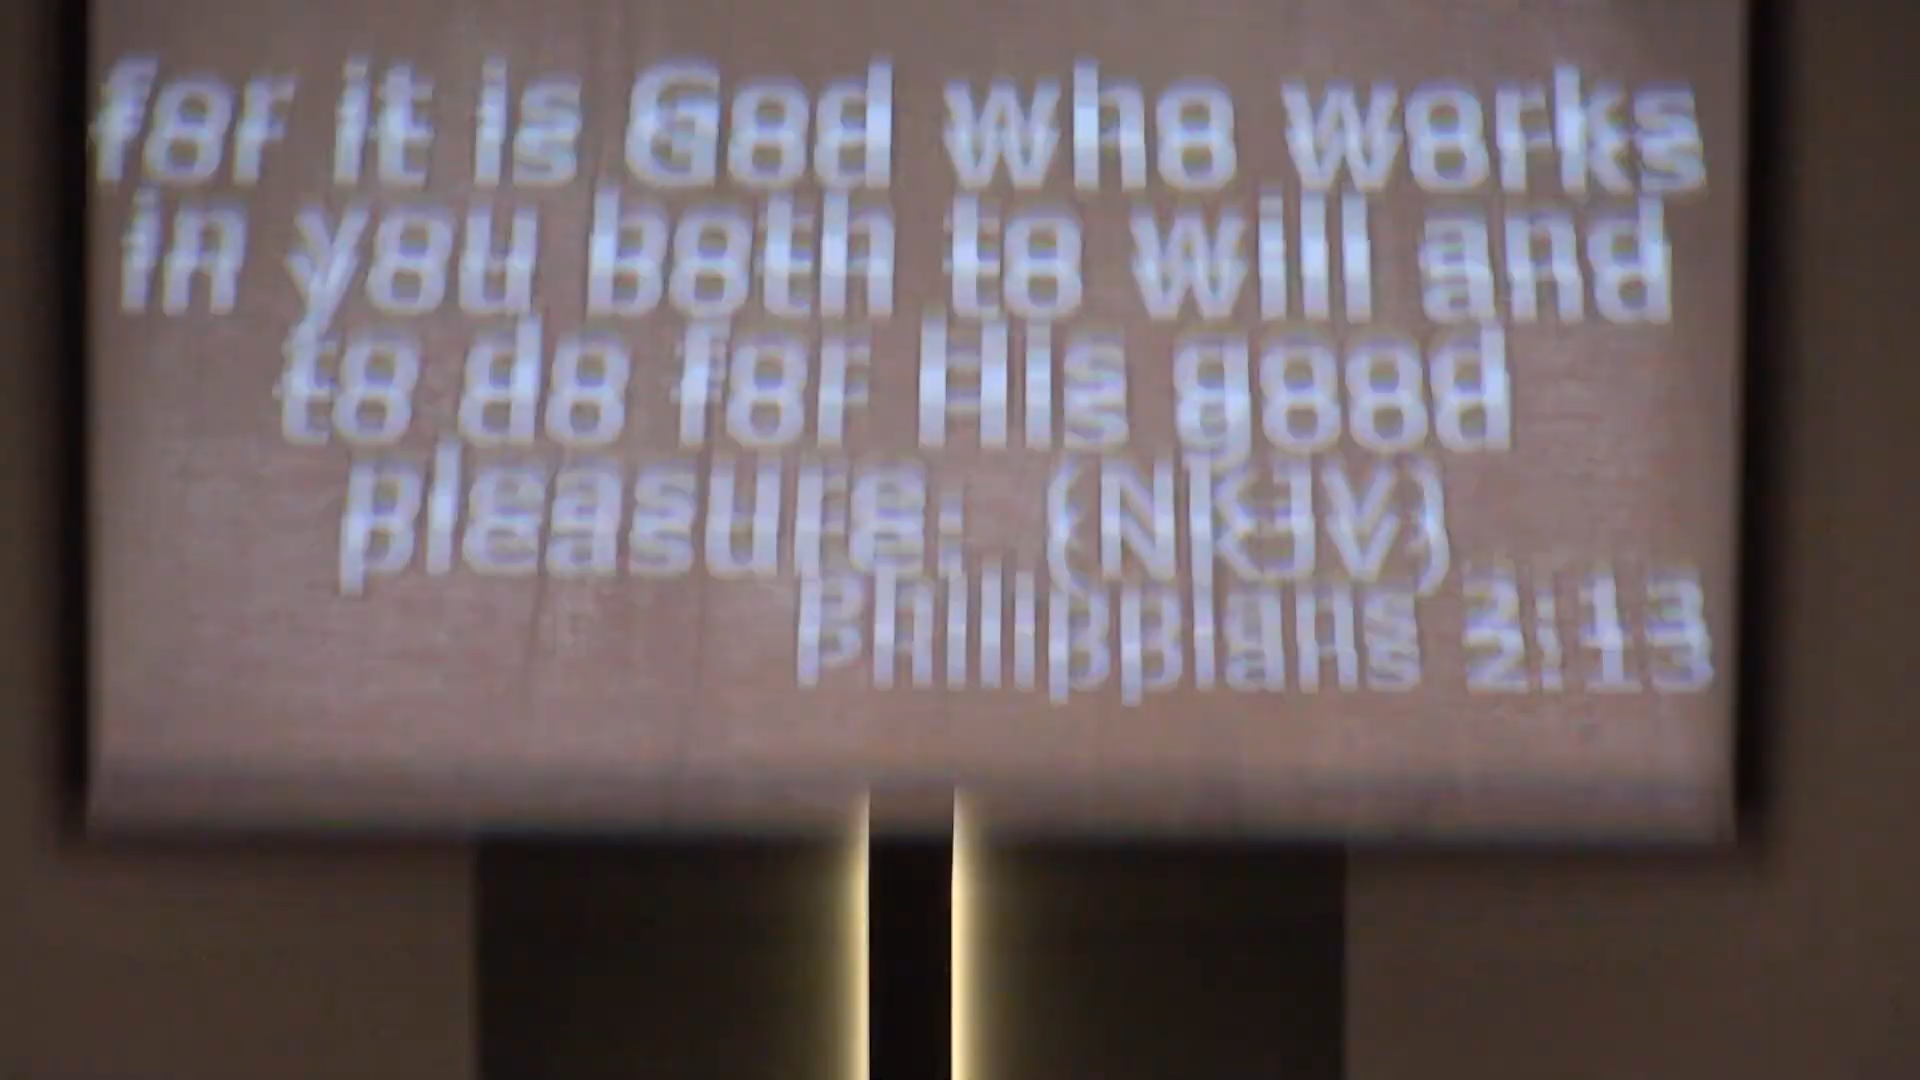 for it is God who works
in you both to will and
to do for His good
pleasure. (NKJV)
Philippians 2:13